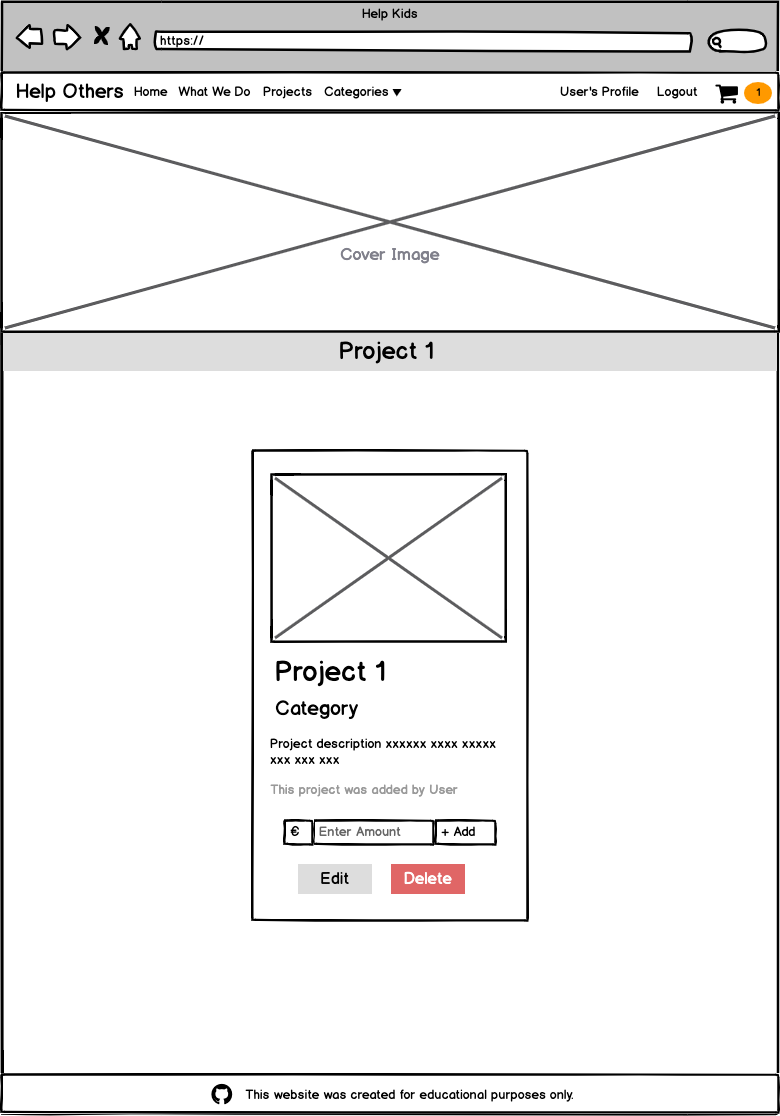 Help Kids
https://
Help Others Home What We Do Projects Categories User's Profile Logout 1
Cover Image
Project 1
Project 1
Category
Project description xxxxxx xxxx xxxxx
xxx xxx xxx
This project was added by User
€ Enter Amount + Add
Edit Delete
This website was created for educational purposes only.